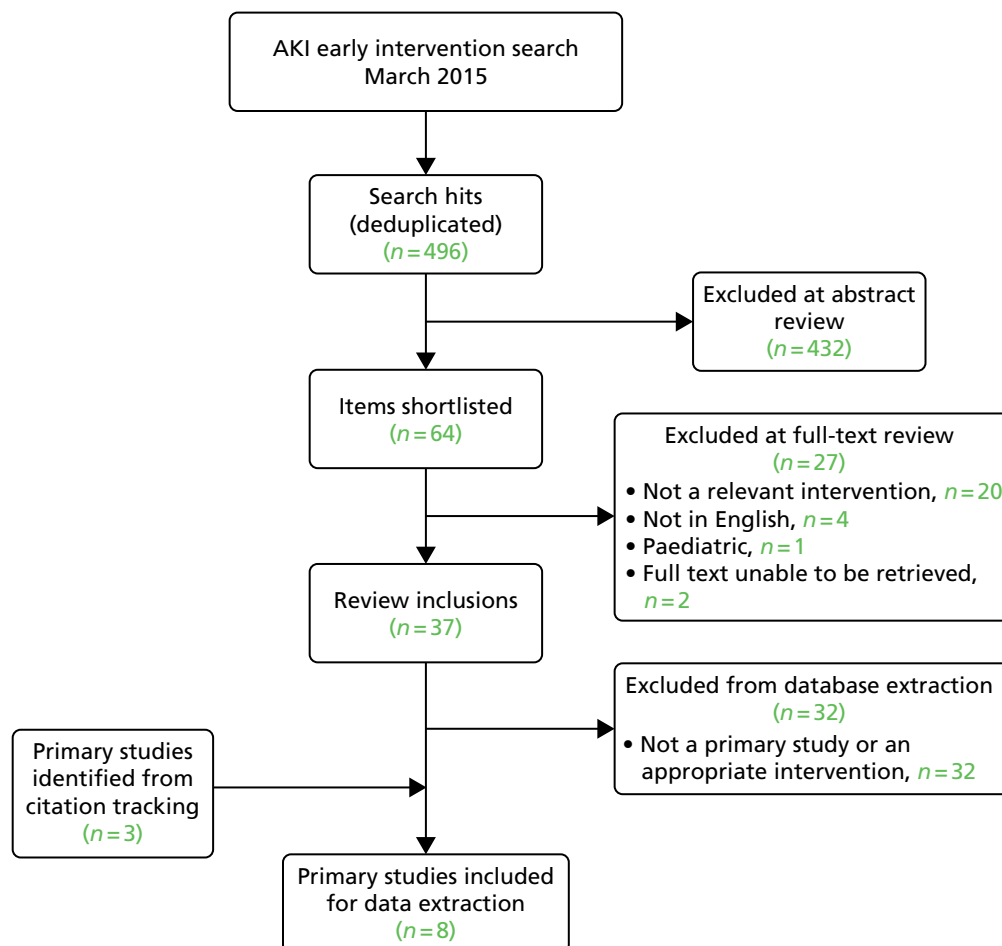 AKI early intervention search
March 2015
Search hits
(deduplicated)
(n=496)
Excluded at abstract
review
(n=432)
Items shortlisted
(n=64)
Excluded at full-text review
(n=27)
• Not a relevant intervention, n=20
• Not in English, n=4
• Paediatric, n=1
• Full text unable to be retrieved,
n=2
Review inclusions
(n=37)
Excluded from database extraction
(n=32)
• Not a primary study or an
appropriate intervention, n=32
Primary studies
identified from
citation tracking
(n=3)
Primary studies included
for data extraction
(n=8)